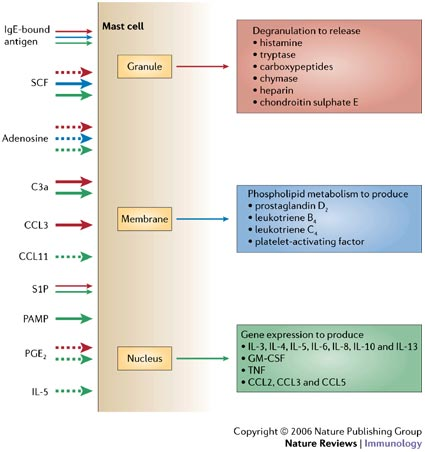 IgE-bound
antigen
Mast cell
SCF
Adenosine
C3a
CCL3
CCL11
S1P
PAMP
PGE₂
IL-5
Granule
Membrane
Nucleus
Degranulation to release
• histamine
• tryptase
• carboxypeptides
• chymase
• heparin
• chondroitin sulphate E
Phospholipid metabolism to produce
• prostaglandin D₂
• leukotriene B₄
• leukotriene C₄
• platelet-activating factor
Gene expression to produce
• IL-3, IL-4, IL-5, IL-6, IL-8, IL-10 and IL-13
• GM-CSF
• TNF
• CCL2, CCL3 and CCL5
Copyright © 2006 Nature Publishing Group
Nature Reviews | Immunology